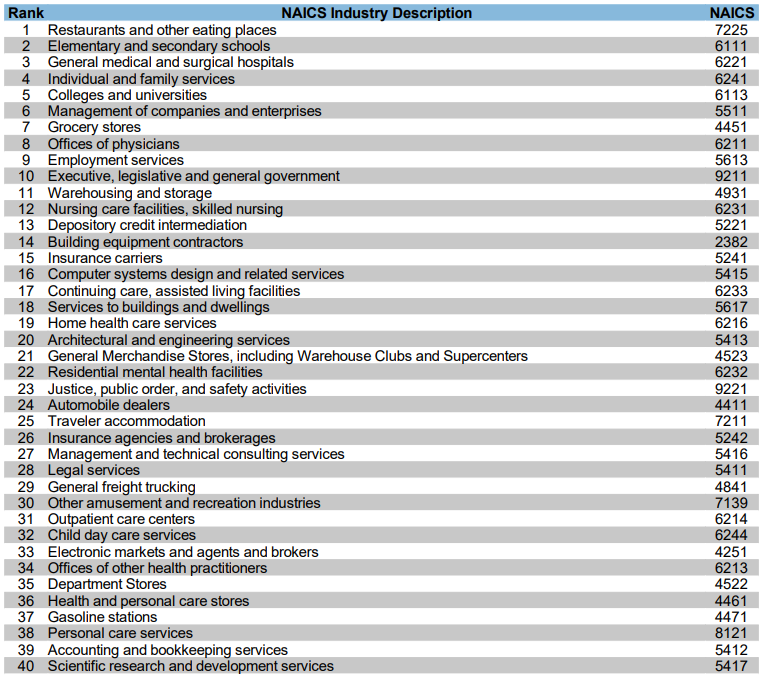 Rank NAICS Industry Description NAICS
1 Restaurants and other eating places 7225
2 Elementary and secondary schools 6111
3 General medical and surgical hospitals 6221
4 Individual and family services 6241
5 Colleges and universities 6113
6 Management of companies and enterprises 5511
7 Grocery stores 4451
8 Offices of physicians 6211
9 Employment services 5613
10 Executive, legislative and general government 9211
11 Warehousing and storage 4931
12 Nursing care facilities, skilled nursing 6231
13 Depository credit intermediation 5221
14 Building equipment contractors 2382
15 Insurance carriers 5241
16 Computer systems design and related services 5415
17 Continuing care, assisted living facilities 6233
18 Services to buildings and dwellings 5617
19 Home health care services 6216
20 Architectural and engineering services 5413
21 General Merchandise Stores, including Warehouse Clubs and Supercenters 4523
22 Residential mental health facilities 6232
23 Justice, public order, and safety activities 9221
24 Automobile dealers 4411
25 Traveler accommodation 7211
26 Insurance agencies and brokerages 5242
27 Management and technical consulting services 5416
28 Legal services 5411
29 General freight trucking 4841
30 Other amusement and recreation industries 7139
31 Outpatient care centers 6214
32 Child day care services 6244
33 Electronic markets and agents and brokers 4251
34 Offices of other health practitioners 6213
35 Department Stores 4522
36 Health and personal care stores 4461
37 Gasoline stations 4471
38 Personal care services 8121
39 Accounting and bookkeeping services 5412
40 Scientific research and development services 5417